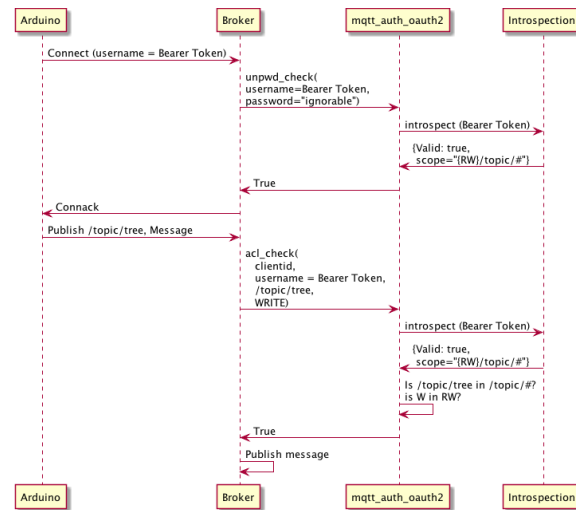 Arduino
Broker
mqtt_auth_oauth2
Introspection
Connect (username = Bearer Token)
unpwd_check(
username=Bearer Token,
password="ignorable")
introspect (Bearer Token)
{Valid: true,
scope="{RW}/topic/#"}
True
Connack
Publish /topic/tree, Message
acl_check(
clientid,
username = Bearer Token,
/topic/tree,
WRITE)
introspect (Bearer Token)
{Valid: true,
scope="{RW}/topic/#"}
Is /topic/tree in /topic/#?
is W in RW?
True
Publish message
Arduino
Broker
mqtt_auth_oauth2
Introspection